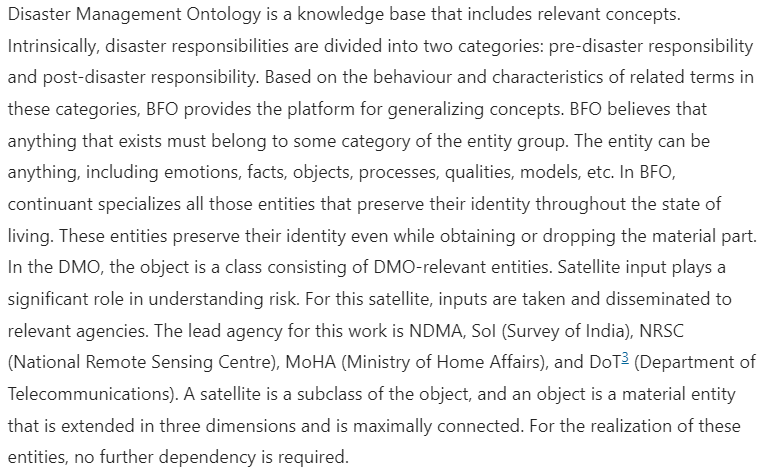 Disaster Management Ontology is a knowledge base that includes relevant concepts.
Intrinsically, disaster responsibilities are divided into two categories: pre-disaster responsibility
and post-disaster responsibility. Based on the behaviour and characteristics of related terms in
these categories, BFO provides the platform for generalizing concepts. BFO believes that
anything that exists must belong to some category of the entity group. The entity can be
anything, including emotions, facts, objects, processes, qualities, models, etc. In BFO,
continuant specializes all those entities that preserve their identity throughout the state of
living. These entities preserve their identity even while obtaining or dropping the material part.
In the DMO, the object is a class consisting of DMO-relevant entities. Satellite input plays a
significant role in understanding risk. For this satellite, inputs are taken and disseminated to
relevant agencies. The lead agency for this work is NDMA, SoI (Survey of India), NRSC
(National Remote Sensing Centre), MoHA (Ministry of Home Affairs), and DoT3 (Department of
Telecommunications). A satellite is a subclass of the object, and an object is a material entity
that is extended in three dimensions and is maximally connected. For the realization of these
entities, no further dependency is required.